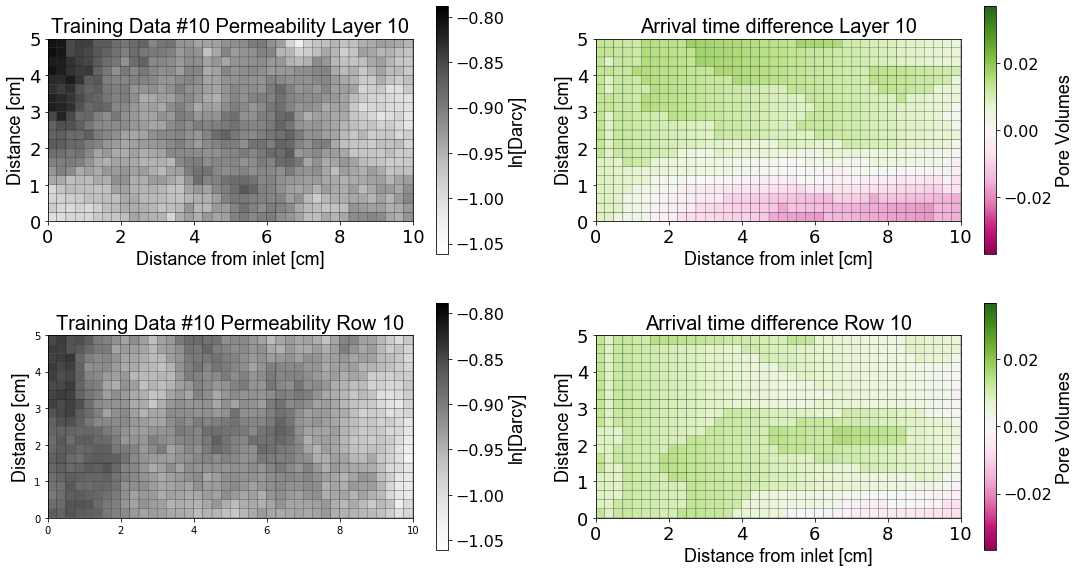 Training Data #10 Permeability Layer 10
5
4
3
2
1
0
Distance [cm]
0 2 4 6 8 10
Distance from inlet [cm]
−0.80
−0.85
−0.90
−0.95
−1.00
−1.05
ln[Darcy]
Arrival time difference Layer 10
5
4
3
2
1
0
Distance [cm]
0 2 4 6 8 10
Distance from inlet [cm]
0.02
0.00
−0.02
Pore Volumes
Training Data #10 Permeability Row 10
5
4
3
2
1
0
Distance [cm]
0 2 4 6 8 10
−0.80
−0.85
−0.90
−0.95
−1.00
−1.05
ln[Darcy]
Arrival time difference Row 10
5
4
3
2
1
0
Distance [cm]
0 2 4 6 8 10
Distance from inlet [cm]
0.02
0.00
−0.02
Pore Volumes